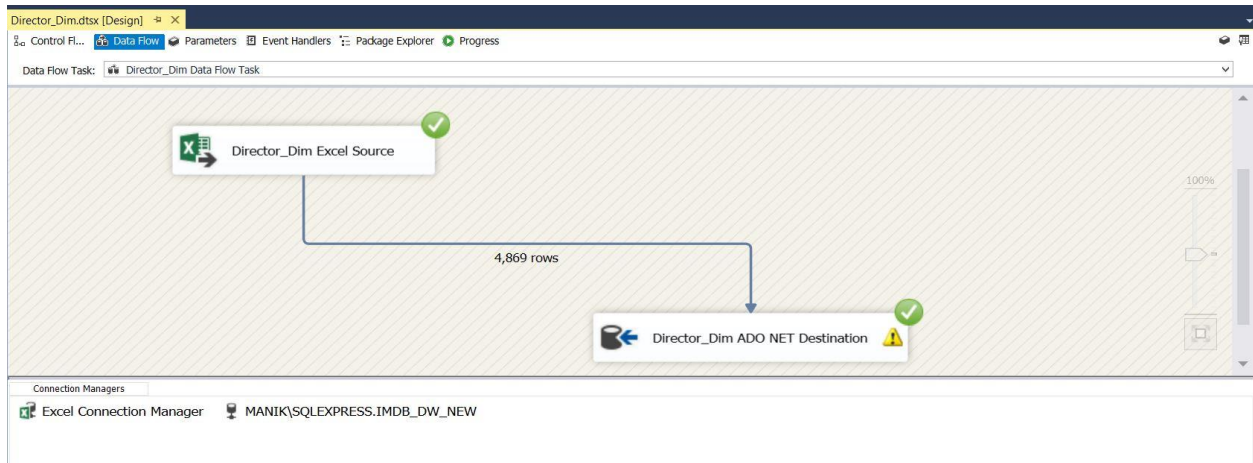 Director_Dim.dtsx [Design]
Control Fl... Data Flow Parameters Event Handlers Package Explorer Progress
Data Flow Task: Director_Dim Data Flow Task
Director_Dim Excel Source
100%
4,869 rows
Director_Dim ADO NET Destination
Connection Managers
Excel Connection Manager MANIK\SQLEXPRESS.IMDB_DW_NEW